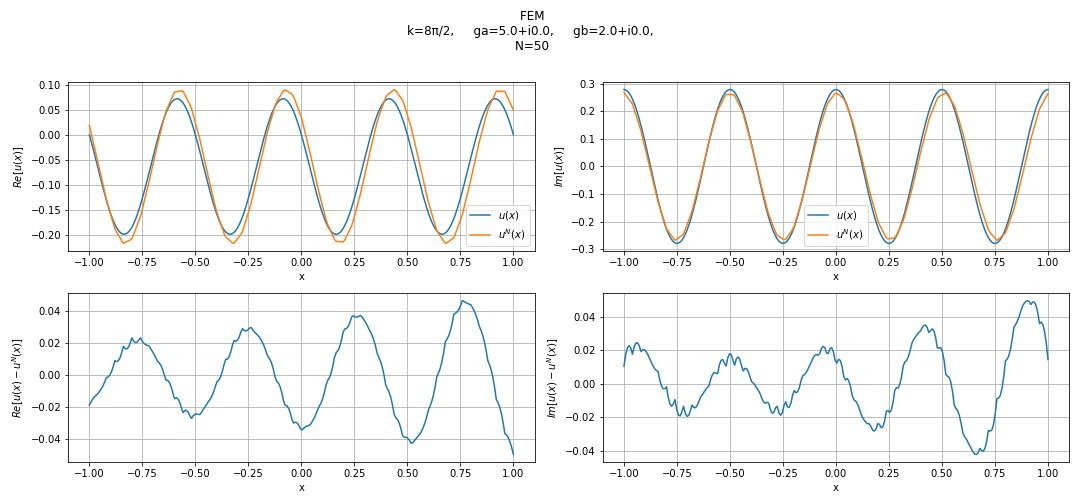 FEM
k=8π/2, ga=5.0+i0.0, gb=2.0+i0.0,
N=50
0.10
0.05
0.00
−0.05
−0.10
−0.15
−0.20
Re[u(x)]
u(x)
u^N(x)
−1.00 −0.75 −0.50 −0.25 0.00 0.25 0.50 0.75 1.00
x
0.3
0.2
0.1
0.0
−0.1
−0.2
−0.3
Im[u(x)]
u(x)
u^N(x)
−1.00 −0.75 −0.50 −0.25 0.00 0.25 0.50 0.75 1.00
x
0.04
0.02
0.00
−0.02
−0.04
Re[u(x) − u^N(x)]
−1.00 −0.75 −0.50 −0.25 0.00 0.25 0.50 0.75 1.00
x
0.04
0.02
0.00
−0.02
−0.04
Im[u(x) − u^N(x)]
−1.00 −0.75 −0.50 −0.25 0.00 0.25 0.50 0.75 1.00
x